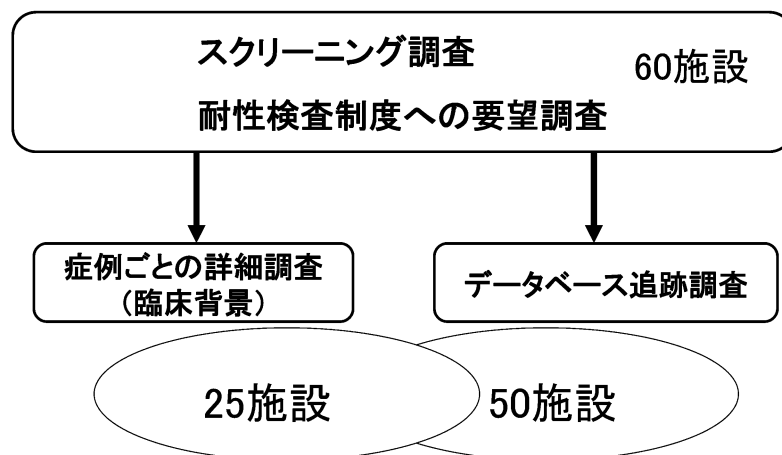 スクリーニング調査
60施設
耐性検査制度への要望調査
症例ごとの詳細調査
(臨床背景)
データベース追跡調査
25施設
50施設